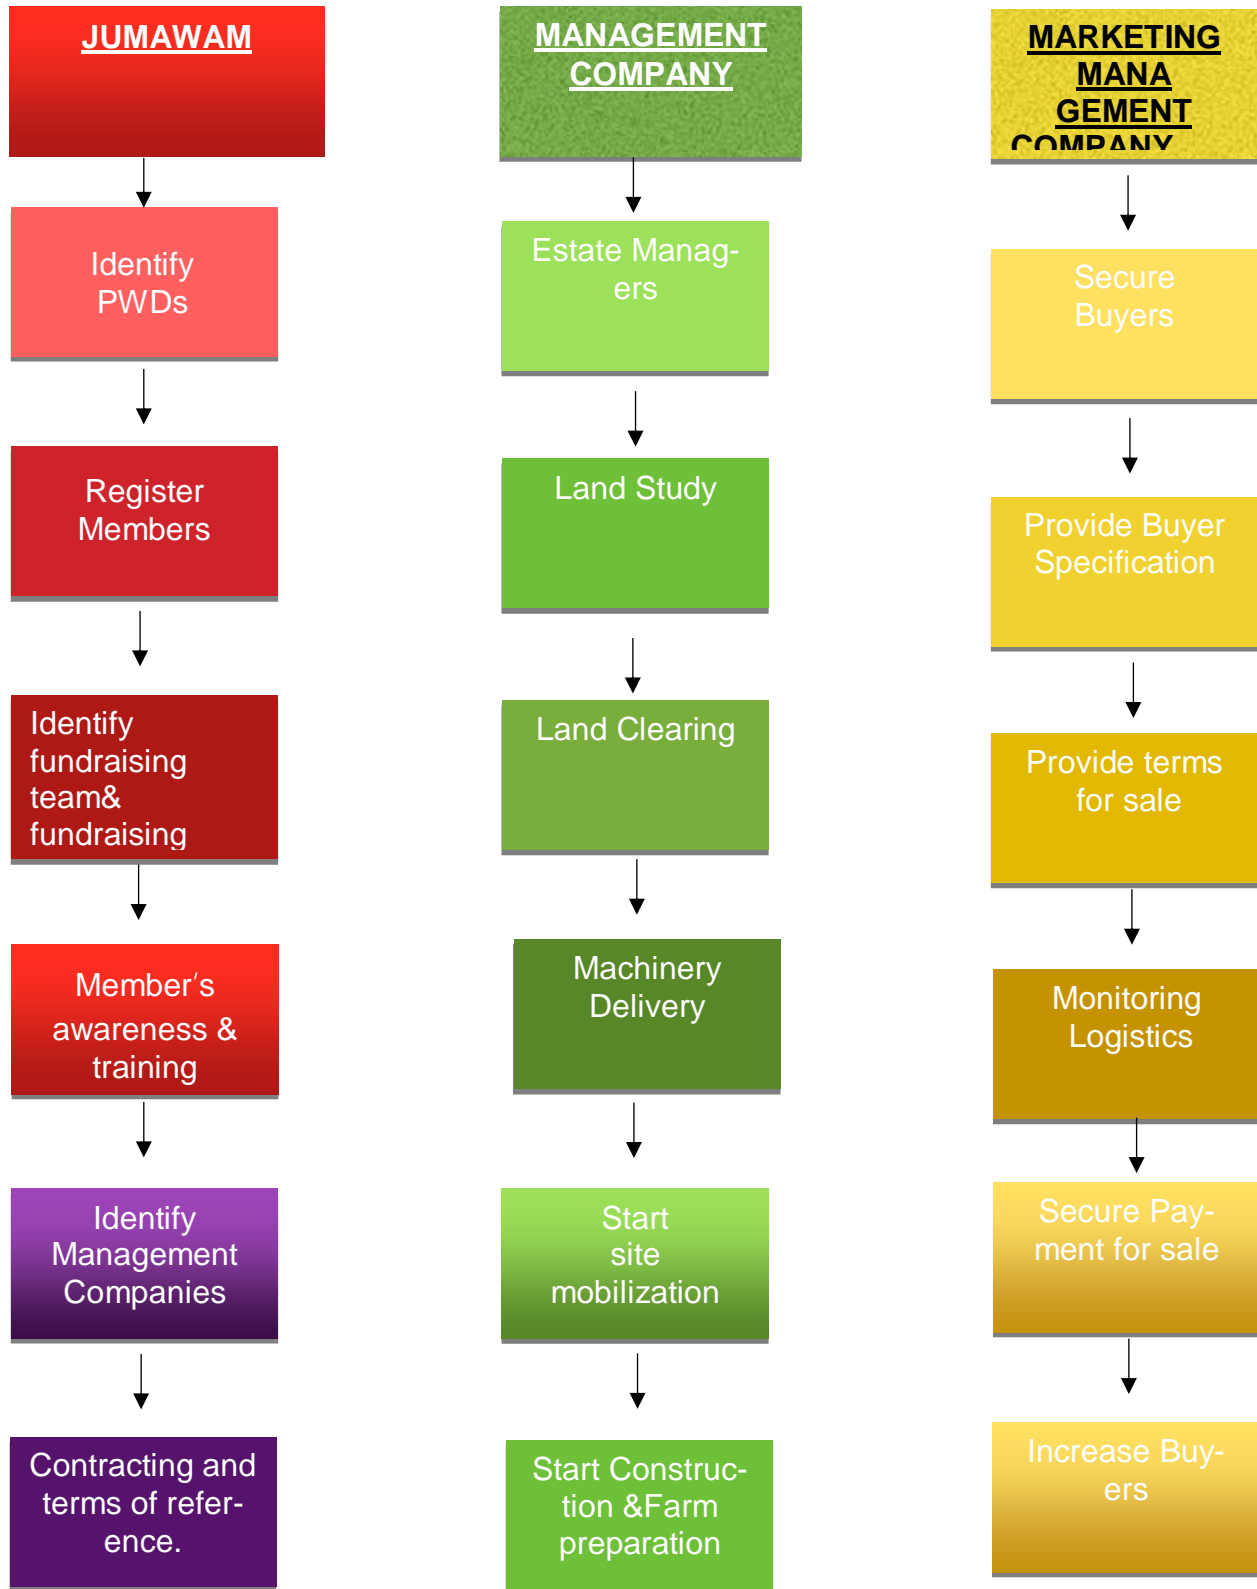 JUMAWAM
Identify
PWDs
Register
Members
Identify
fundraising
team&
fundraising
Member's
awareness &
training
Identify
Management
Companies
Contracting and
terms of refer-
ence.
MANAGEMENT
COMPANY
Estate Manag-
ers
Land Study
Land Clearing
Machinery
Delivery
Start
site
mobilization
Start Construc-
tion &Farm
preparation
MARKETING
MANA
GEMENT
COMPANY
Secure
Buyers
Provide Buyer
Specification
Provide terms
for sale
Monitoring
Logistics
Secure Pay-
ment for sale
Increase Buy-
ers